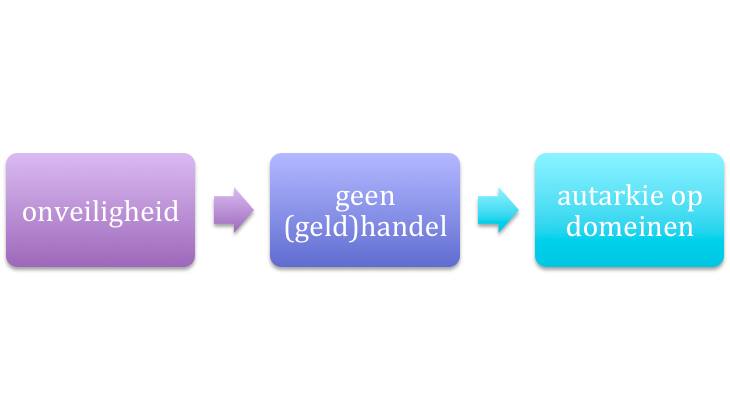 onveiligheid
geen
(geld)handel
autarkie op
domeinen